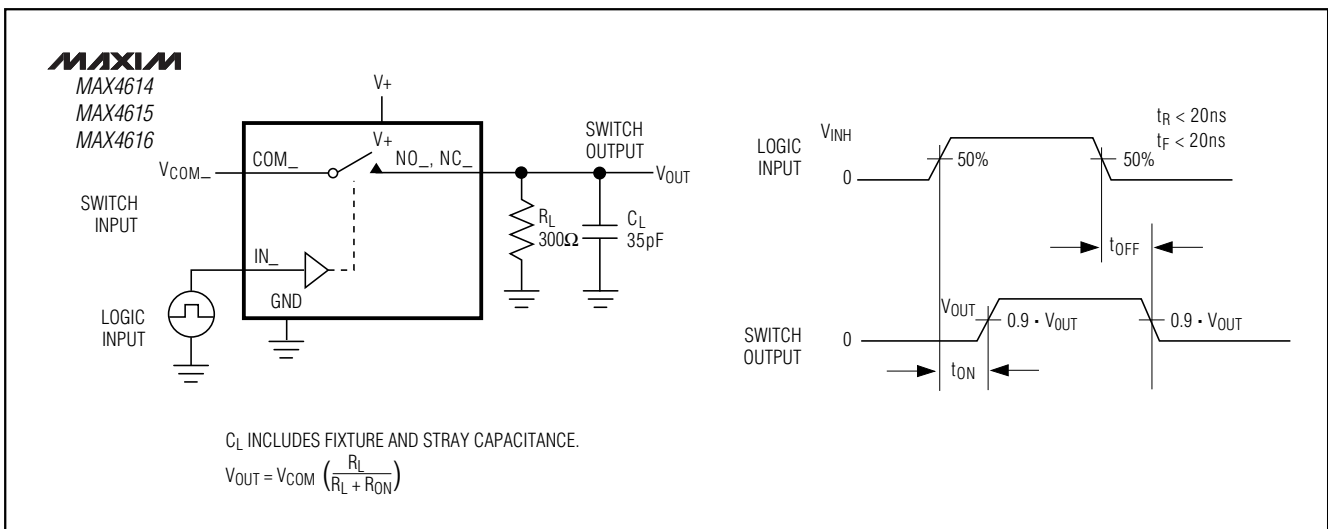 MAXIM
MAX4614
MAX4615
MAX4616
V+
V+
COM_
NO_, NC_
VCOM_
SWITCH
INPUT
SWITCH
OUTPUT
VOUT
RL
300Ω
CL
35pF
IN_
GND
LOGIC
INPUT
CL INCLUDES FIXTURE AND STRAY CAPACITANCE.
VOUT = VCOM (RL / RL + RON)
LOGIC
INPUT
VINH
0
50%
50%
tR < 20ns
tF < 20ns
tOFF
SWITCH
OUTPUT
VOUT
0
0.9 · VOUT
0.9 · VOUT
tON